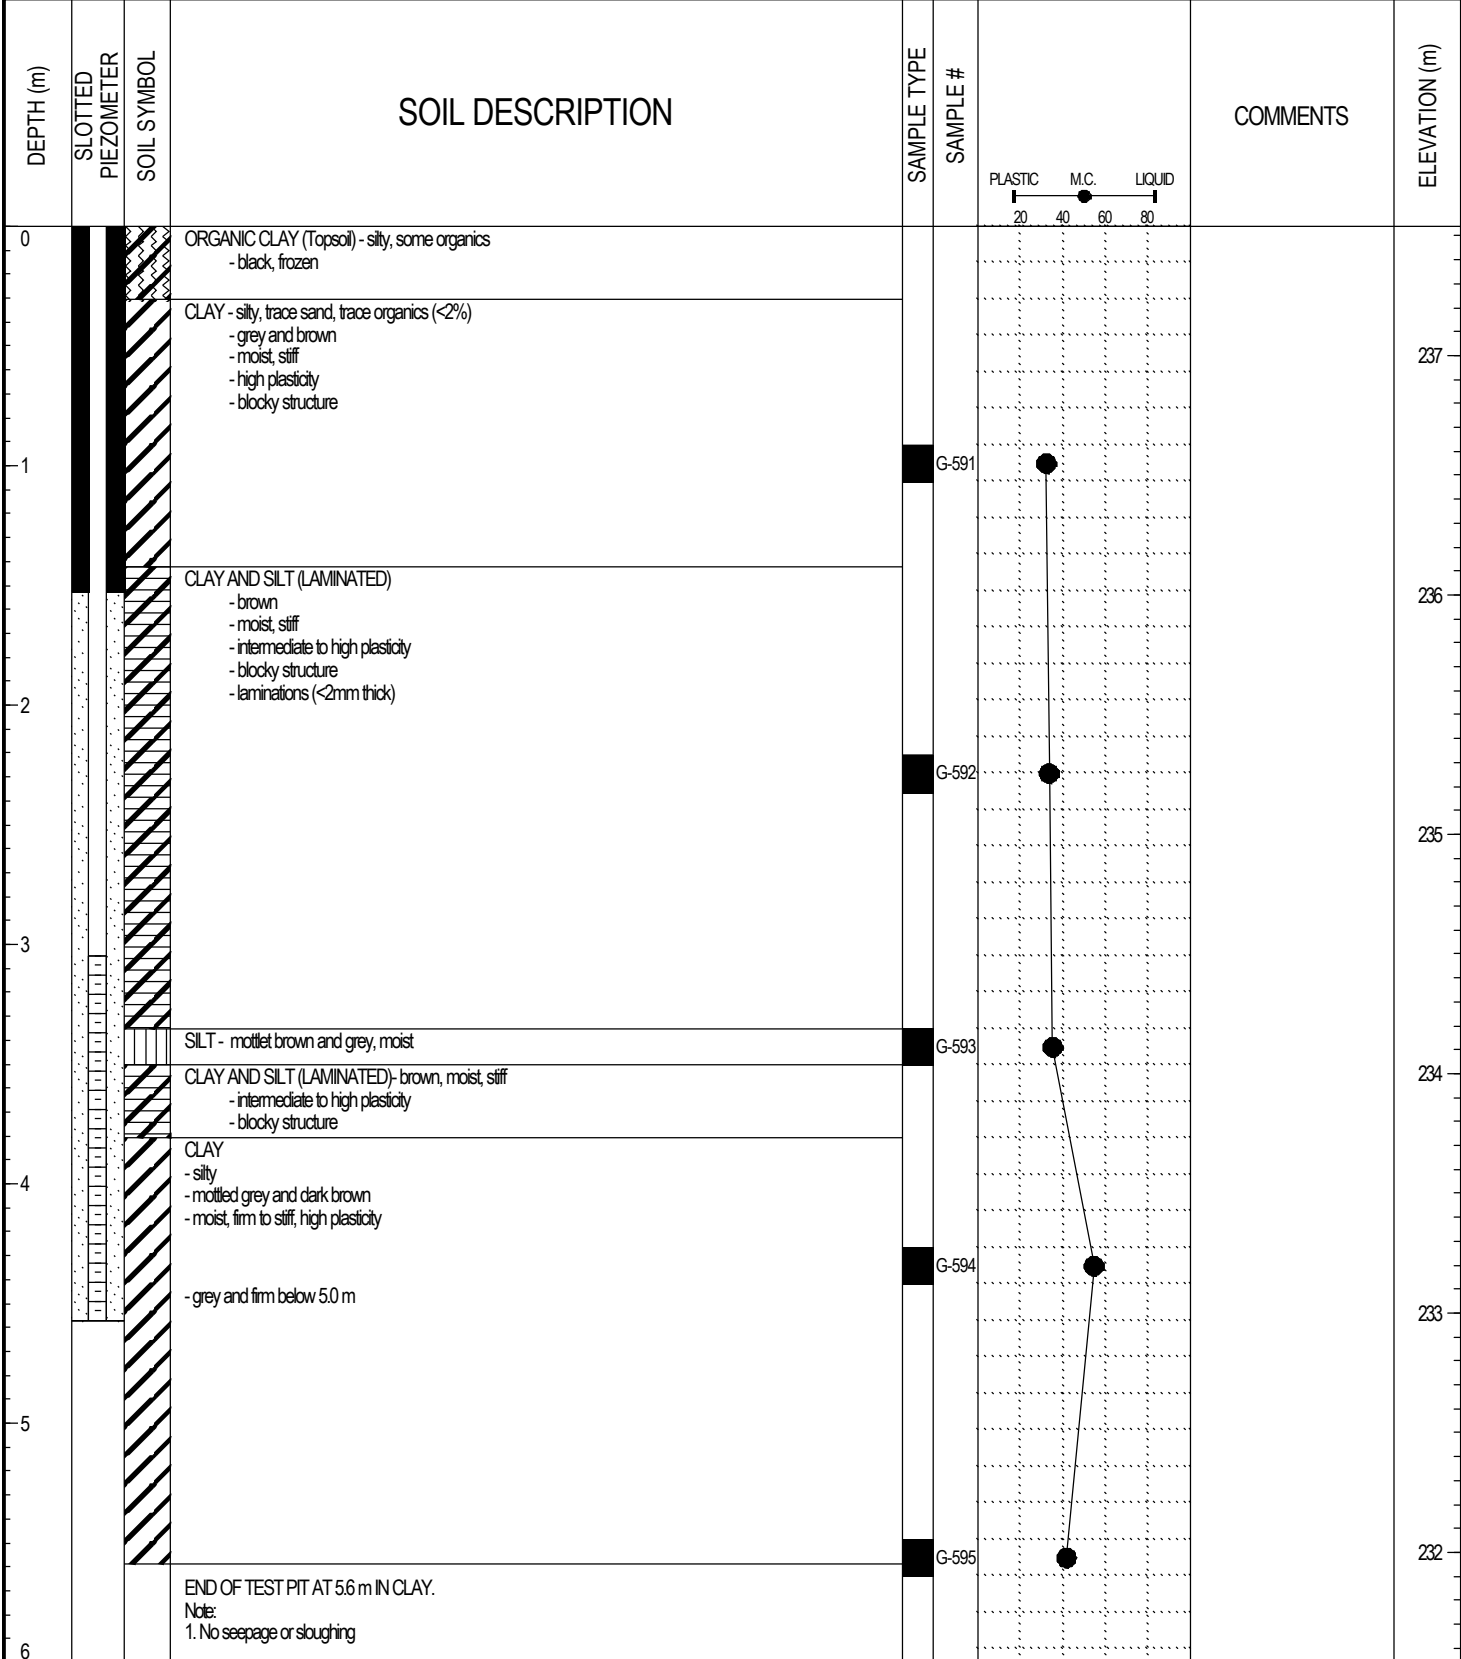 DEPTH (m)
SLOTTED
PIEZOMETER
SOIL SYMBOL
SOIL DESCRIPTION
SAMPLE TYPE
SAMPLE #
PLASTIC M.C. LIQUID
20 40 60 80
COMMENTS
ELEVATION (m)
0
ORGANIC CLAY (Topsoil) - silty, some organics
- black, frozen
CLAY - silty, trace sand, trace organics (<2%)
- grey and brown
- moist, stiff
237
- high plasticity
- blocky structure
1
G-591
CLAY AND SILT (LAMINATED)
- brown
236
- moist, stiff
- intermediate to high plasticity
- blocky structure
- laminations (<2mm thick)
2
G-592
235
3
SILT - mottlet brown and grey, moist
G-593
234
CLAY AND SILT (LAMINATED)- brown, moist, stiff
- intermediate to high plasticity
- blocky structure
CLAY
- silty
4
- mottled grey and dark brown
- moist, firm to stiff, high plasticity
G-594
- grey and firm below 5.0 m
233
5
G-595
232
END OF TEST PIT AT 5.6 m IN CLAY.
Note:
1. No seepage or sloughing
6